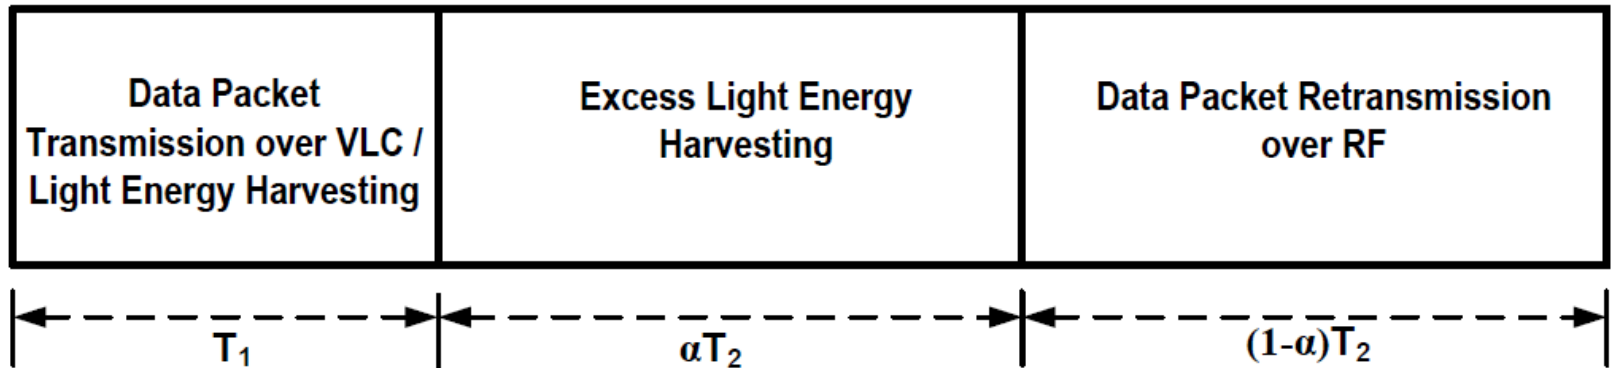 Data Packet
Transmission over VLC /
Light Energy Harvesting
Excess Light Energy
Harvesting
Data Packet Retransmission
over RF
T₁
αT₂
(1-α)T₂